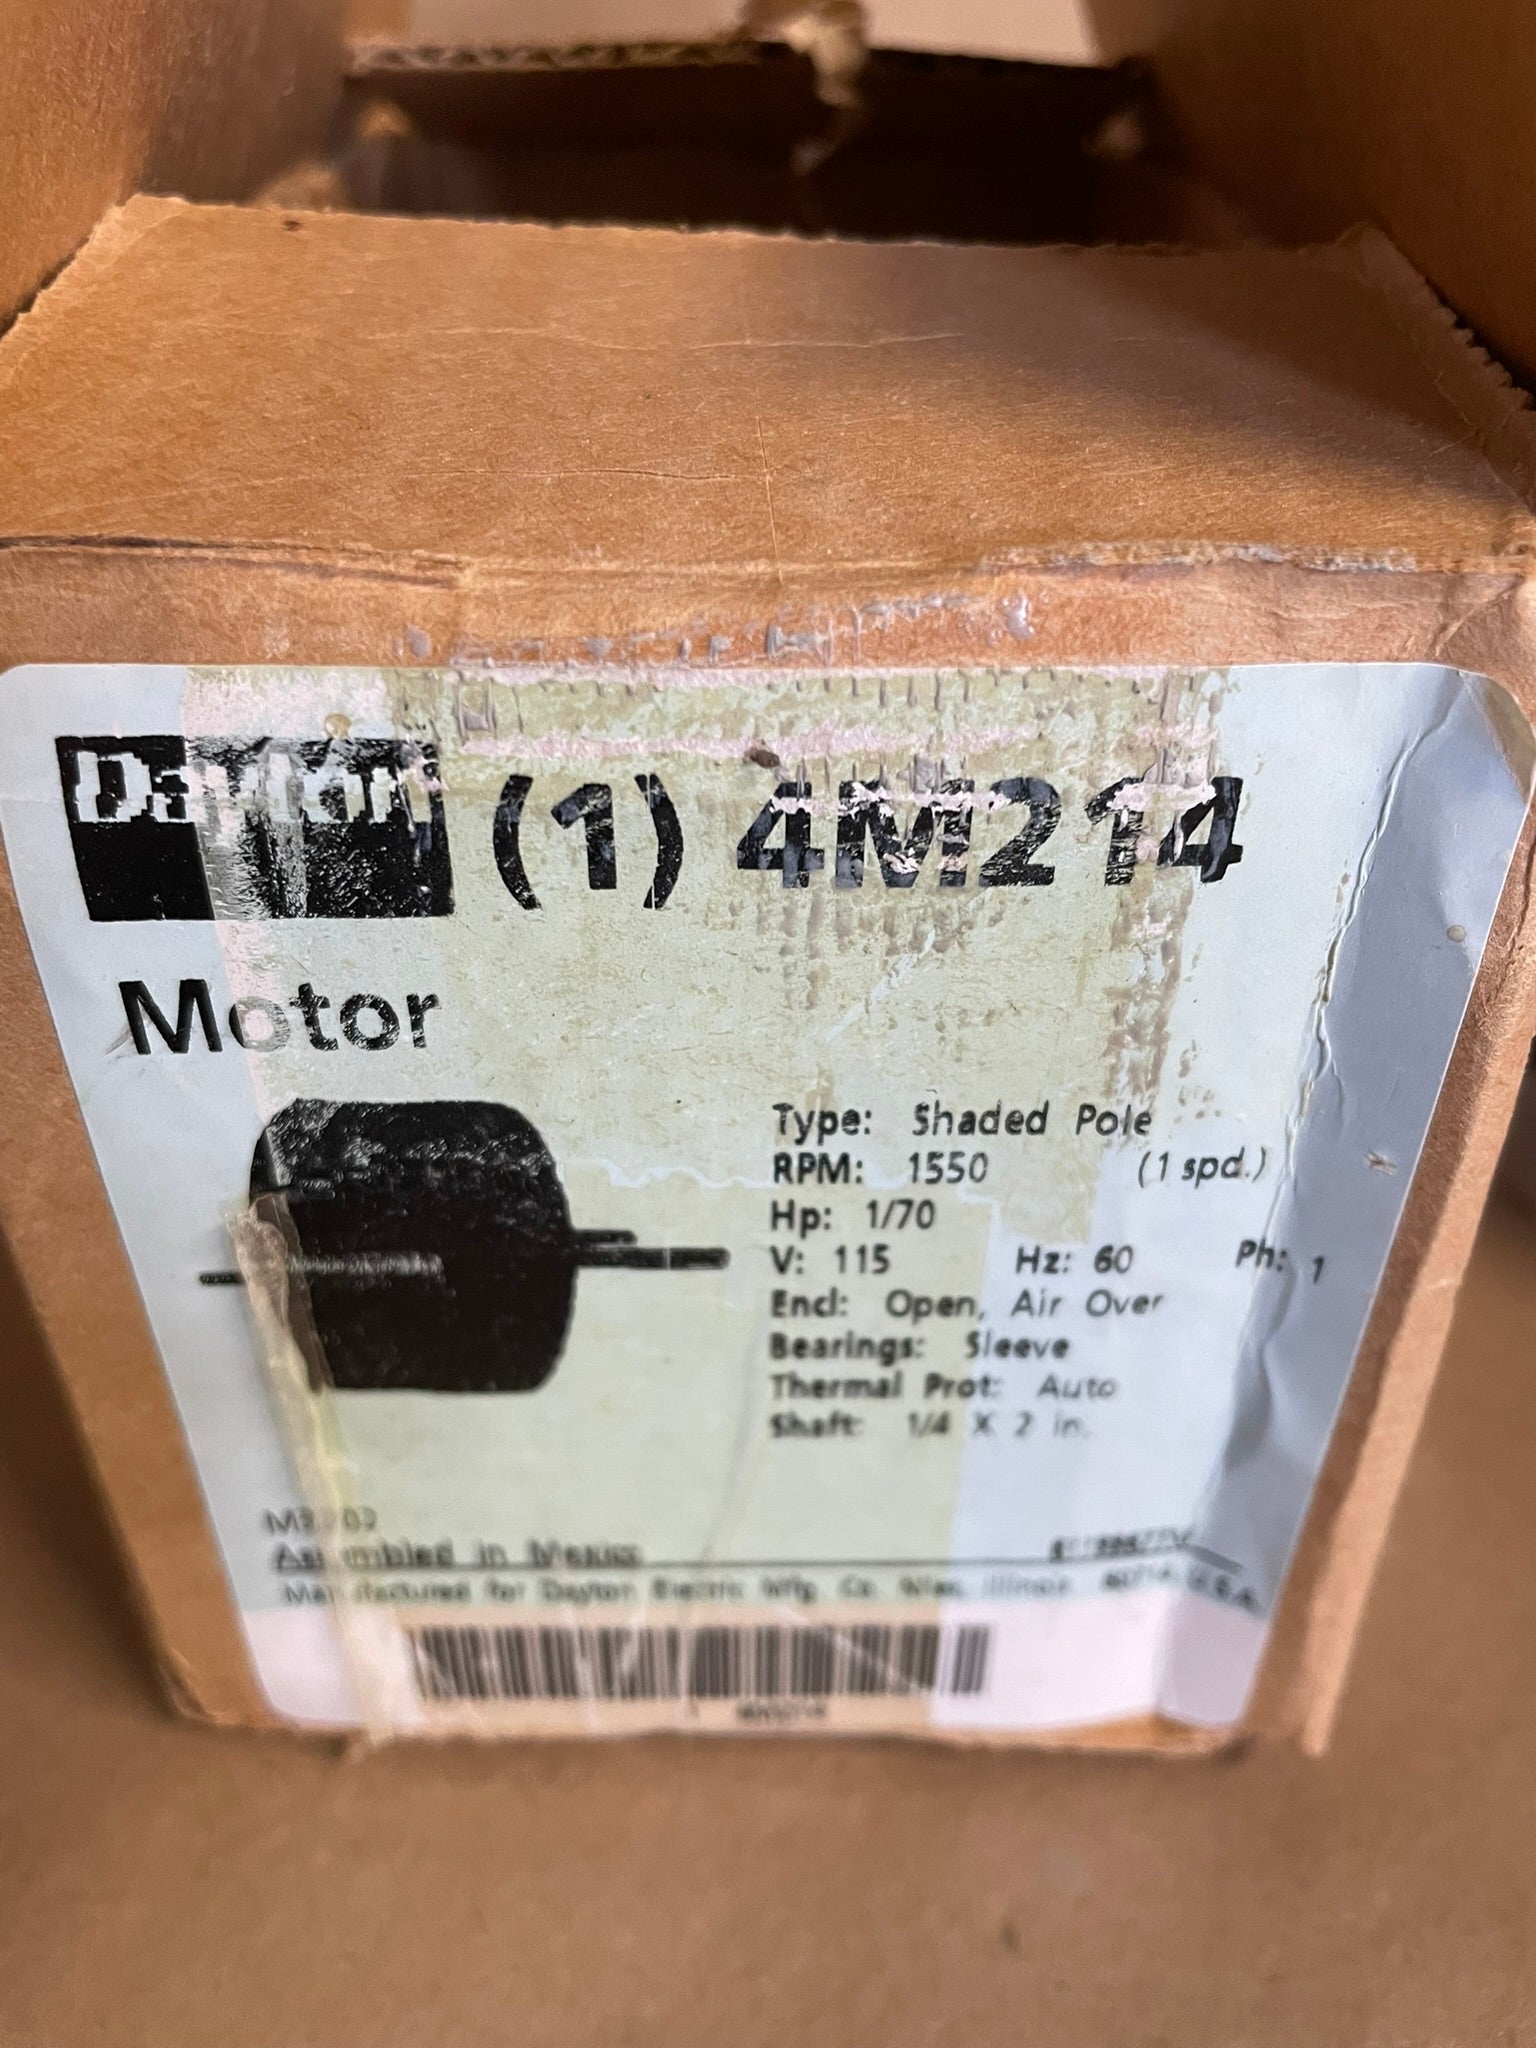 Dayton (1) 4M214
Motor
Type: Shaded Pole
RPM: 1550 (1 spd.)
Hp: 1/70
V: 115 Hz: 60 Ph: 1
Encl: Open, Air Over
Bearings: Sleeve
Thermal Prot: Auto
Shaft: 1/4 X 2 in.
Assembled in Mexico
Manufactured for Dayton Electric Mfg. Co. Niles, Illinois 60714 U.S.A.
4M214